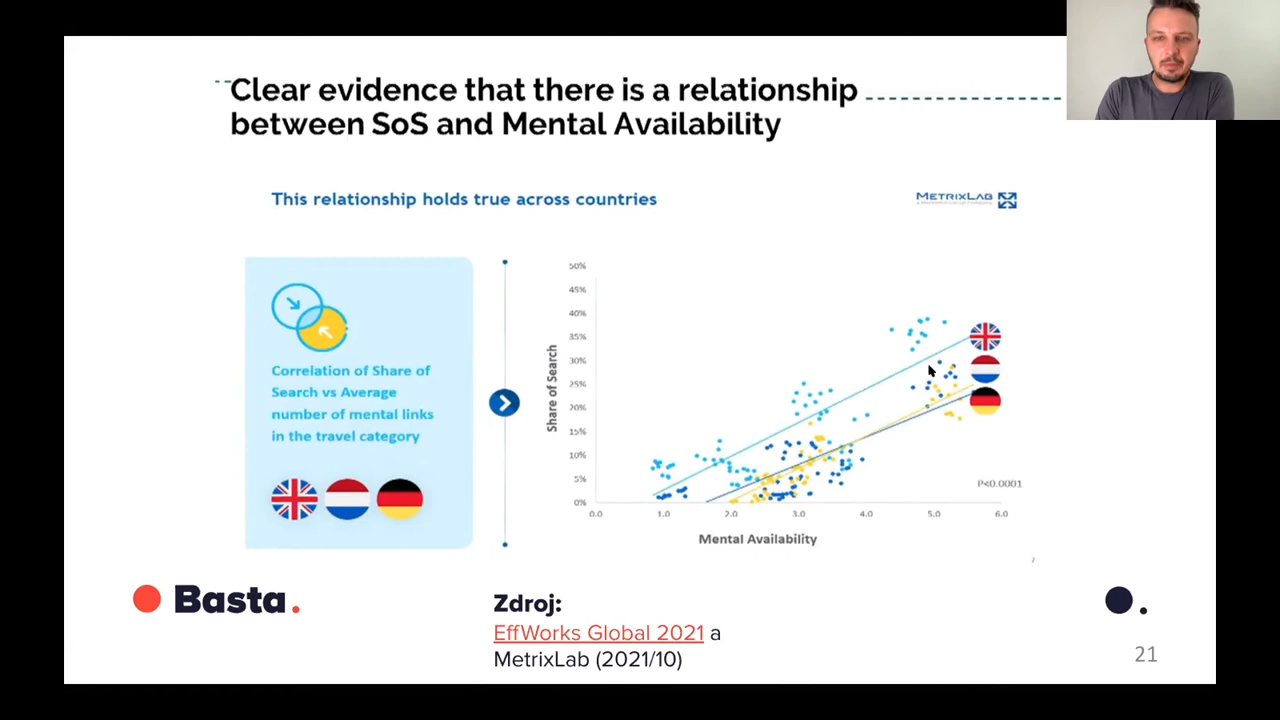 Clear evidence that there is a relationship
between SoS and Mental Availability
This relationship holds true across countries
METRIXLAB
Correlation of Share of
Search vs Average
number of mental links
in the travel category
Share of Search
50%
45%
40%
35%
30%
25%
20%
15%
10%
5%
0%
0.0 1.0 2.0 3.0 4.0 5.0 6.0
P<0.0001
Mental Availability
Basta.
Zdroj:
EffWorks Global 2021 a
MetrixLab (2021/10)
21